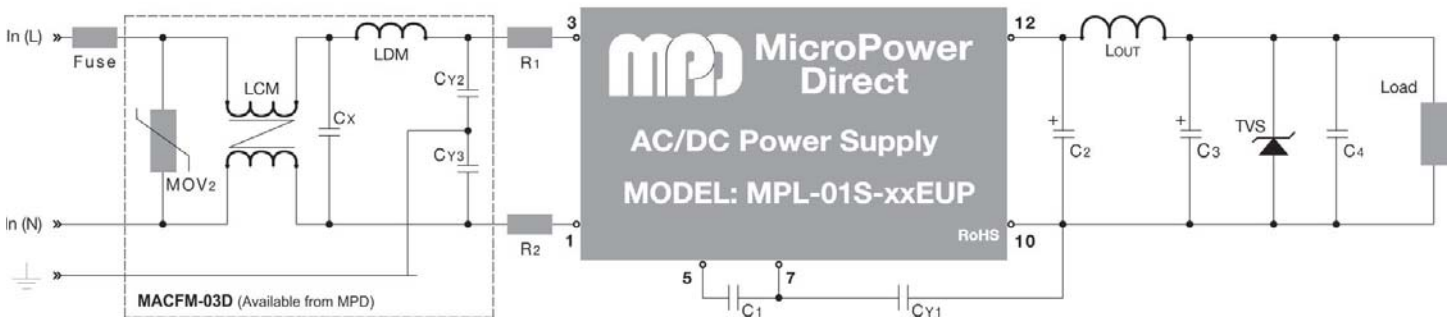 In (L)
Fuse
MOV2
LCM
CX
LDM
CY2
CY3
R1
3
MPD
MicroPower
Direct
AC/DC Power Supply
MODEL: MPL-01S-xxEUP
RoHS
12
LOUT
C2
C3
TVS
C4
Load
In (N)
R2
1
10
5
7
C1
CY1
MACFM-03D (Available from MPD)